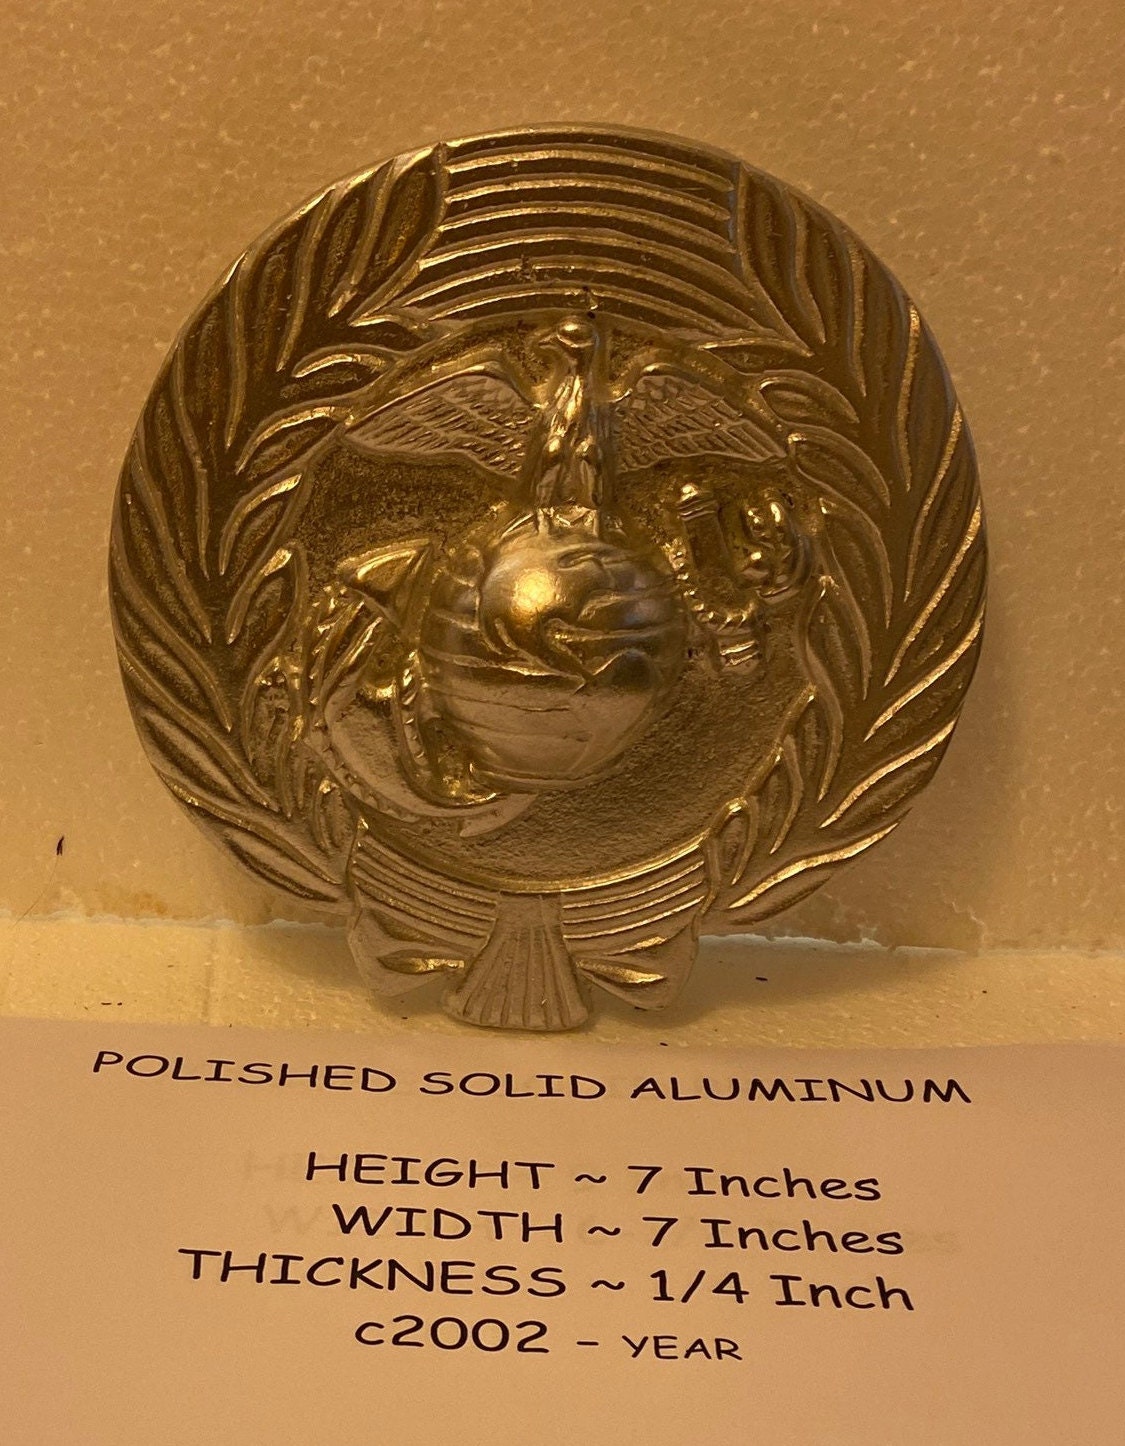 POLISHED SOLID ALUMINUM
HEIGHT ~ 7 Inches
WIDTH ~ 7 Inches
THICKNESS ~ 1/4 Inch
c2002 - YEAR